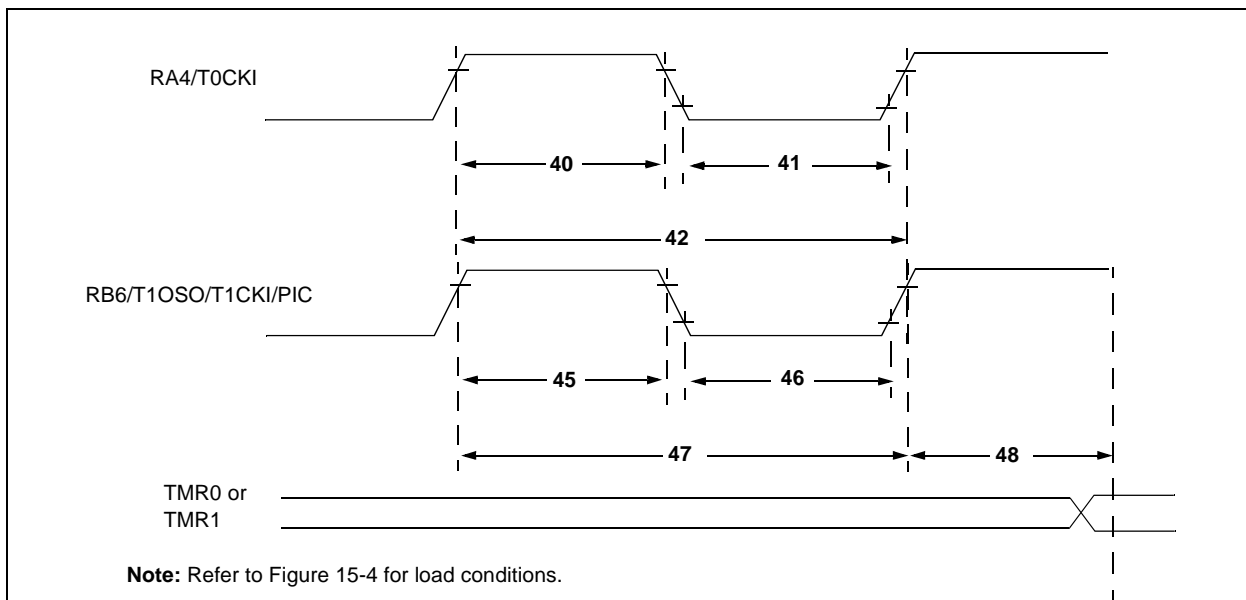 RA4/T0CKI
40
41
42
RB6/T1OSO/T1CKI/PIC
45
46
47
48
TMR0 or
TMR1
Note: Refer to Figure 15-4 for load conditions.